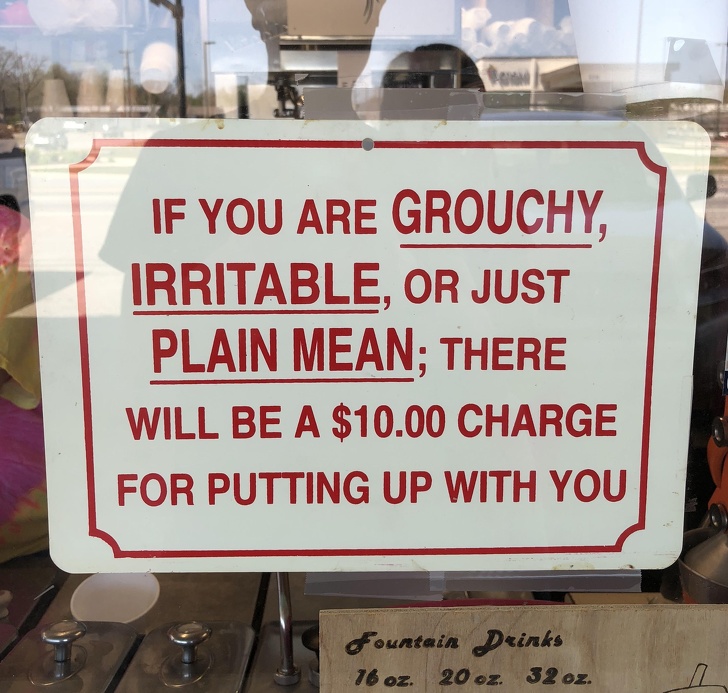 IF YOU ARE GROUCHY,
IRRITABLE, OR JUST
PLAIN MEAN; THERE
WILL BE A $10.00 CHARGE
FOR PUTTING UP WITH YOU
Fountain Drinks
16 oz. 20 oz. 32 oz.